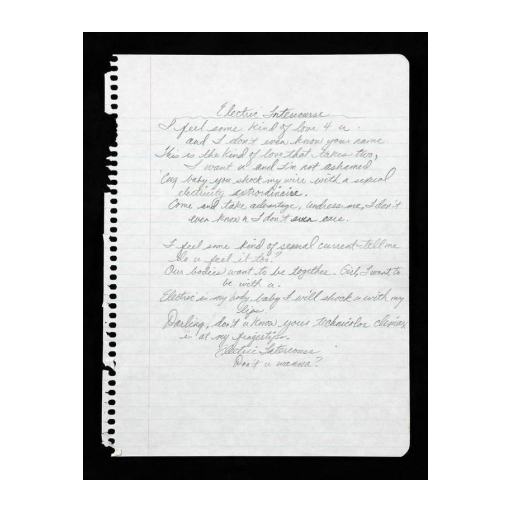 Electric Intercourse
I feel some kind of love 4 u.
and I don't even know your name
This is the kind of love that takes two,
I want u and I'm not ashamed
Cuz baby you shock my wire with a sexual
electricity extrordinaire.
Come and take advantage, undress me, I don't
even know n I don't even care.
I feel some kind of sexual current - tell me
do u feel it too?
Our bodies want to be together. Girl, I want to
be with u.
Electric is my body baby I will shock u with my
lips
Darling, don't u know your technicolor climax
is at my fingertips.
Electric Intercourse
Don't u wanna?